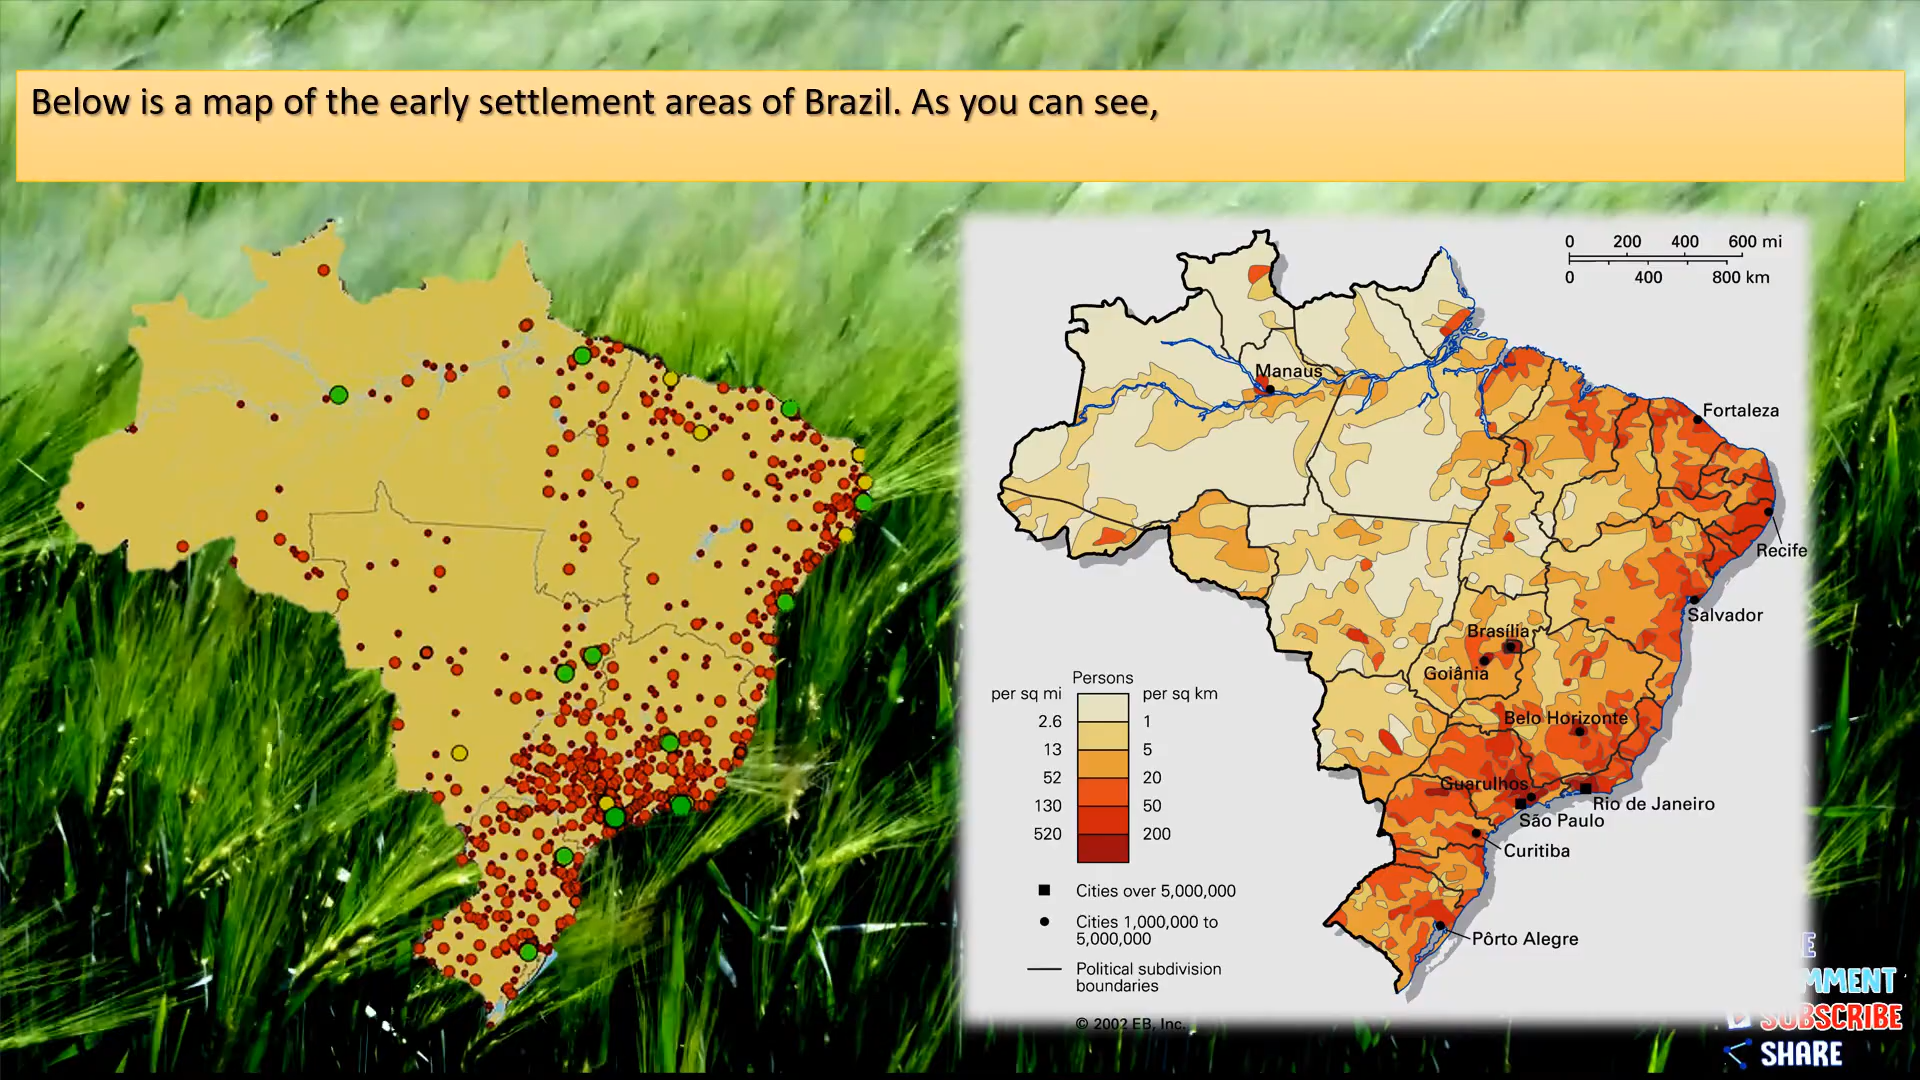 Below is a map of the early settlement areas of Brazil. As you can see,
0 200 400 600 mi
0 400 800 km
Manaus
Fortaleza
Recife
Salvador
Brasília
Goiânia
Belo Horizonte
Guarulhos
Rio de Janeiro
São Paulo
Curitiba
Pôrto Alegre
Persons
per sq mi per sq km
2.6 1
13 5
52 20
130 50
520 200
Cities over 5,000,000
Cities 1,000,000 to
5,000,000
Political subdivision
boundaries
© 2002 EB, Inc.
SUBSCRIBE
SHARE